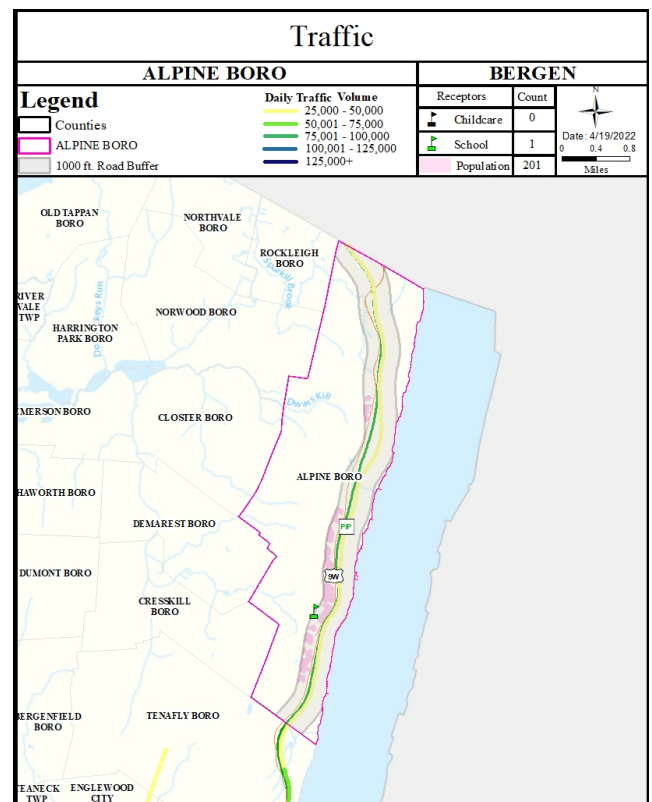 Traffic
ALPINE BORO
BERGEN
Legend
Counties
ALPINE BORO
1000 ft. Road Buffer
Daily Traffic Volume
25,000 - 50,000
50,001 - 75,000
75,001 - 100,000
100,001 - 125,000
125,000+
Receptors Count
Childcare 0
School 1
Population 201
N
Date: 4/19/2022
0 0.4 0.8
Miles
OLD TAPPAN
BORO
NORTHVALE
BORO
ROCKLEIGH
BORO
Sparkill Brook
RIVER
VALE
TWP
NORWOOD BORO
HARRINGTON
PARK BORO
EMERSON BORO
CLOSTER BORO
Dwars Kill
ALPINE BORO
HAWORTH BORO
DEMAREST BORO
PIP
DUMONT BORO
9W
CRESSKILL
BORO
BERGENFIELD
BORO
TENAFLY BORO
TEANECK
TWP
ENGLEWOOD
CITY